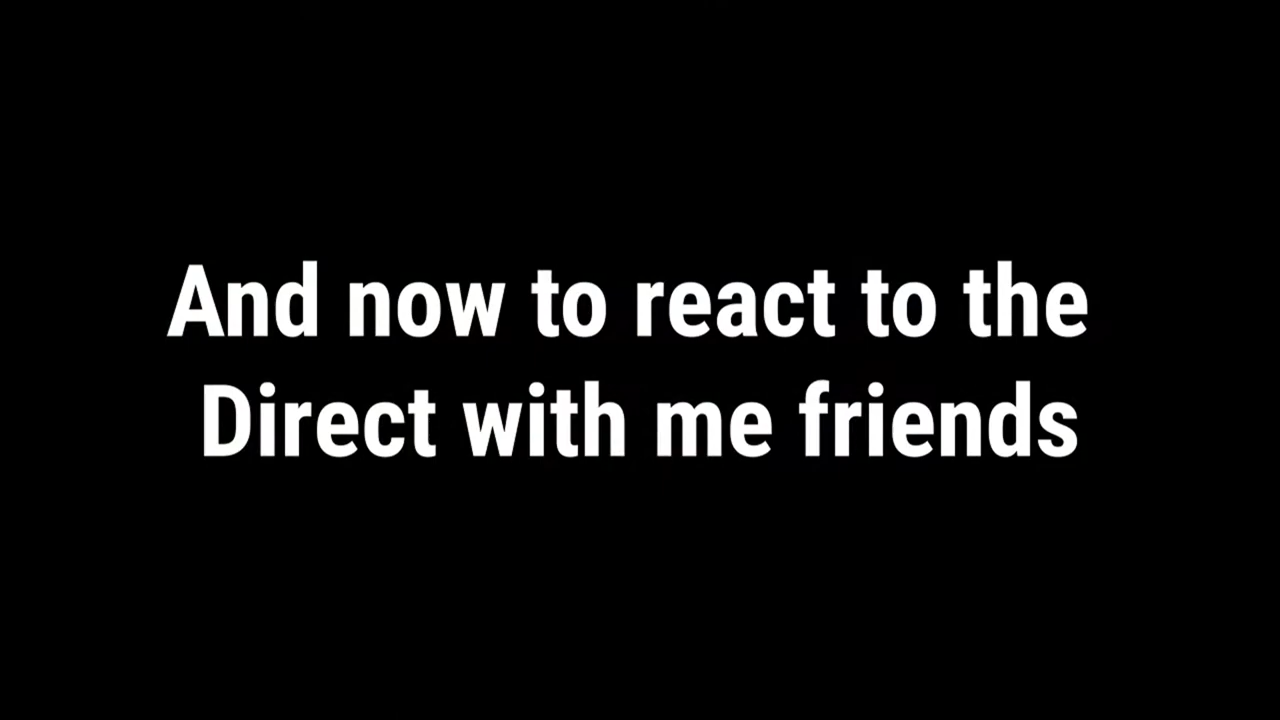 And now to react to the
Direct with me friends